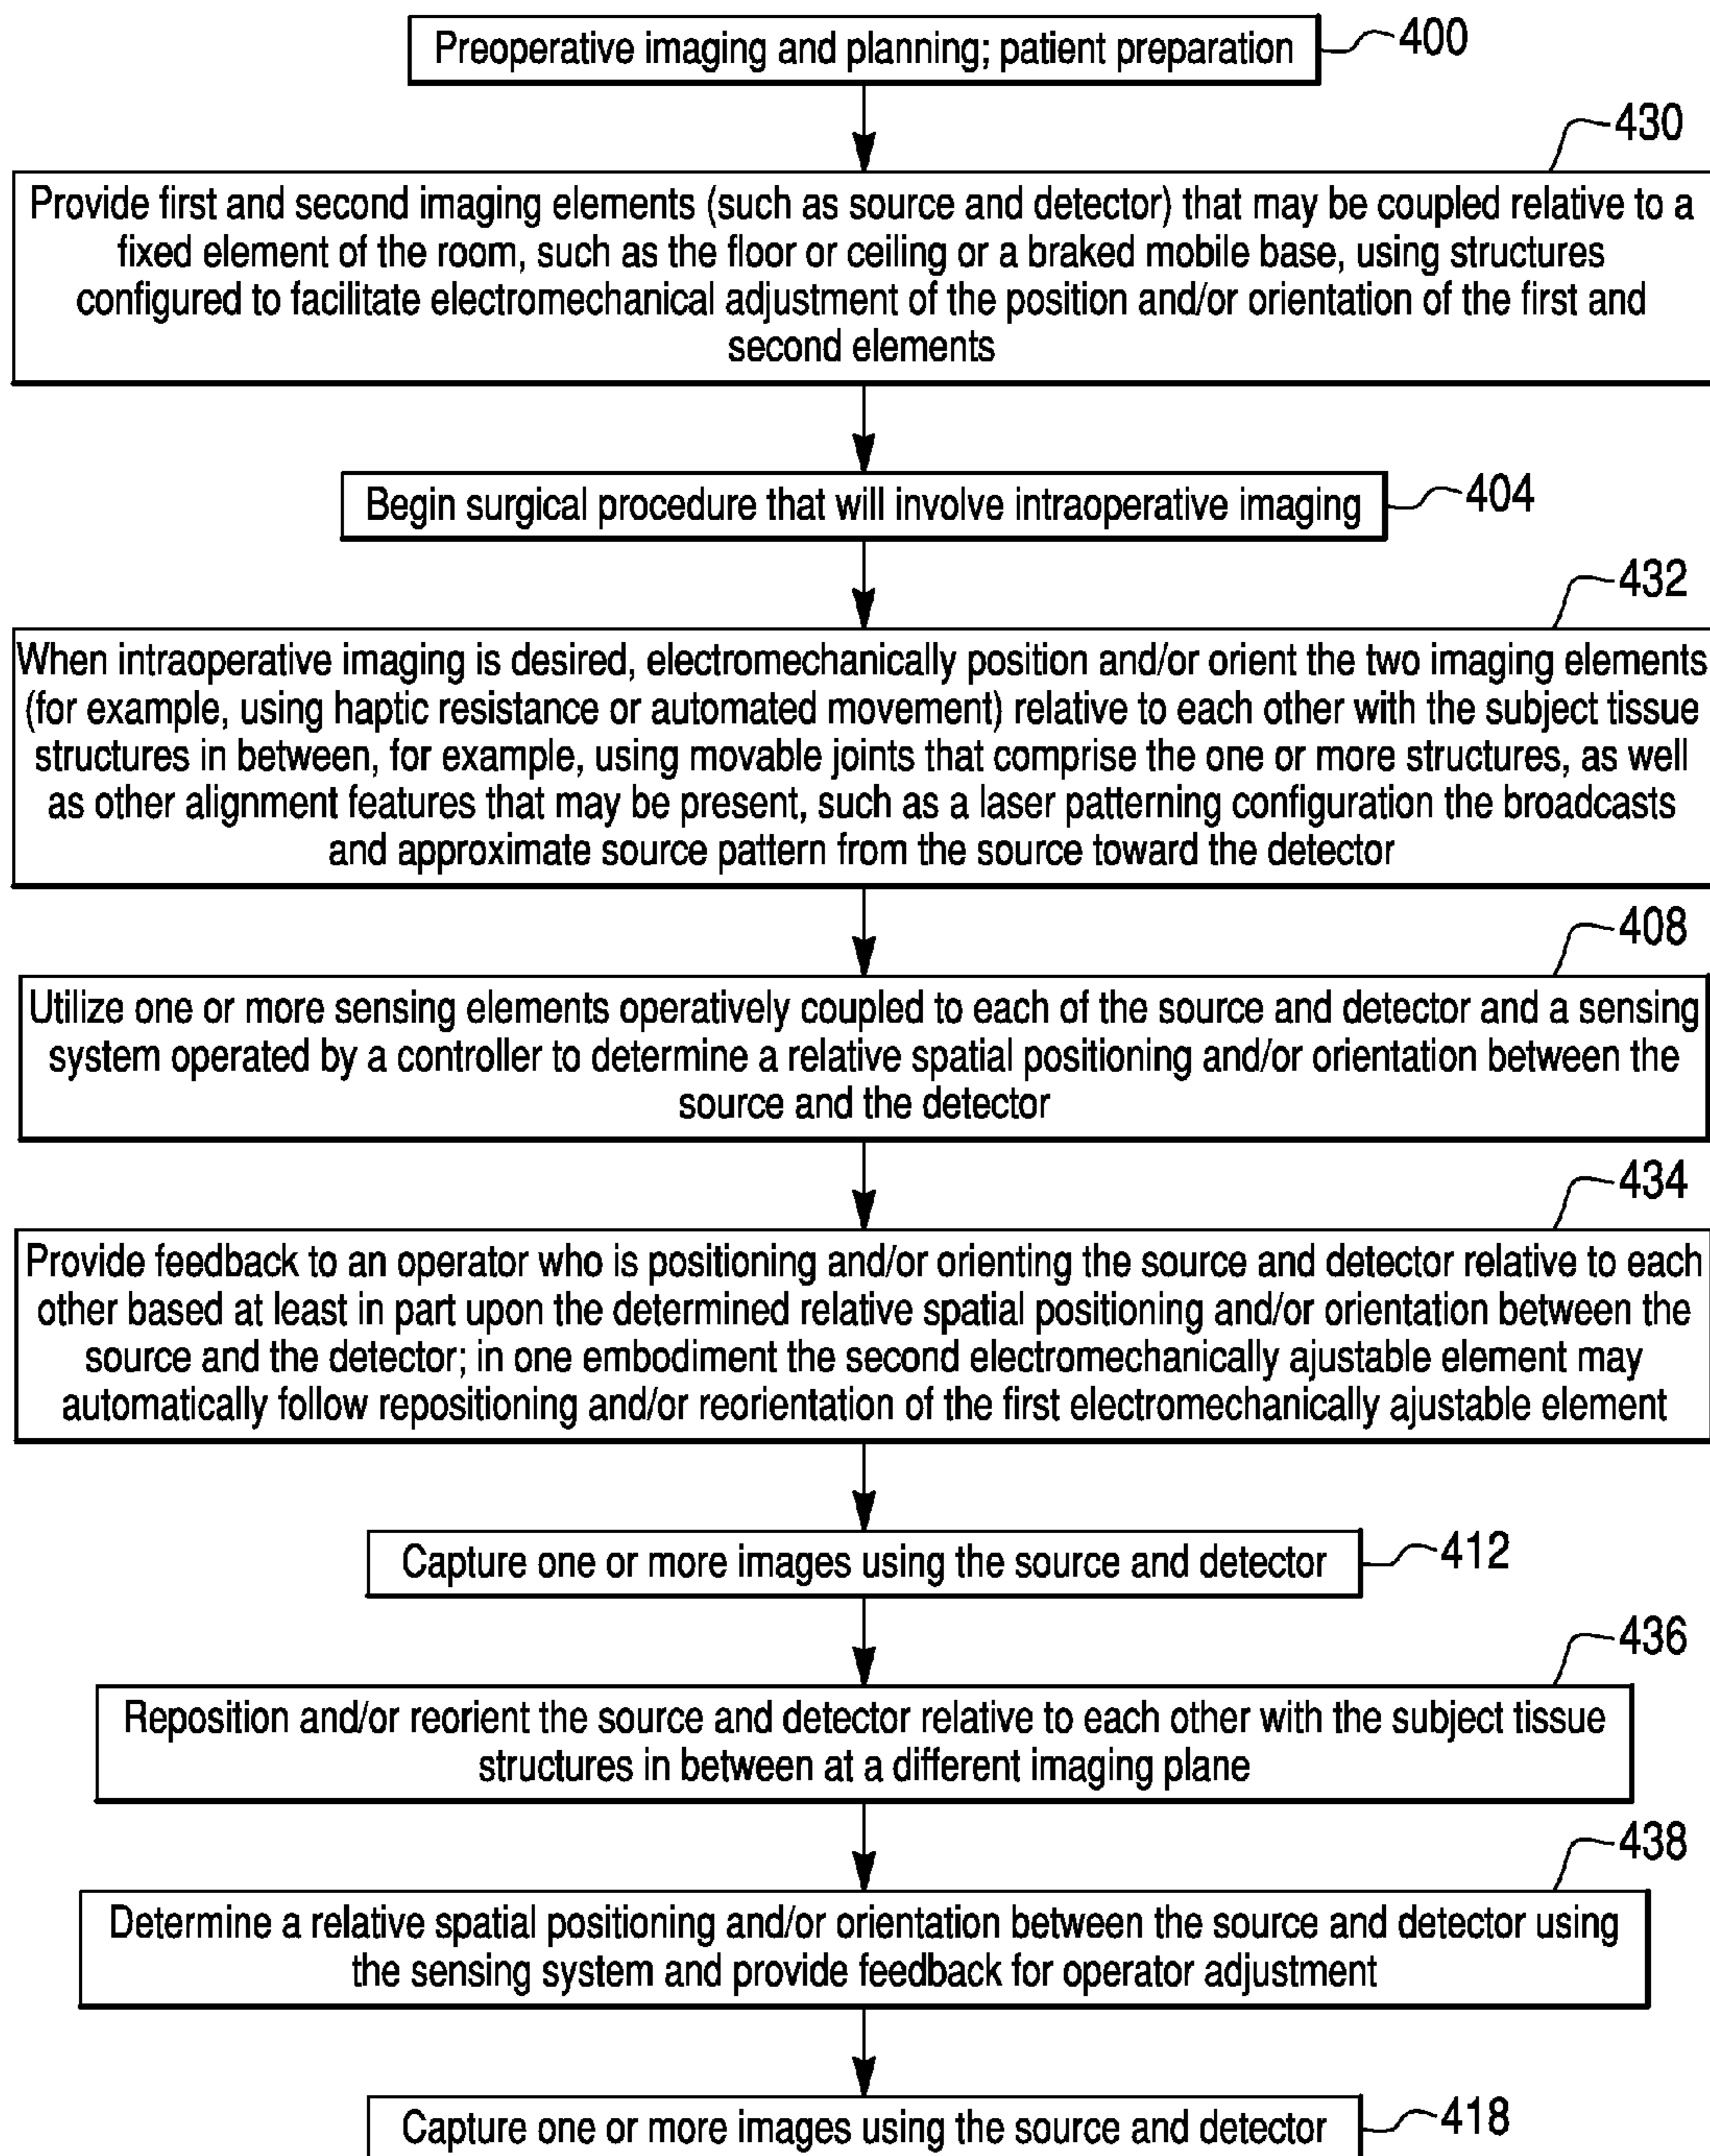 Preoperative imaging and planning; patient preparation
400
430
Provide first and second imaging elements (such as source and detector) that may be coupled relative to a
fixed element of the room, such as the floor or ceiling or a braked mobile base, using structures
configured to facilitate electromechanical adjustment of the position and/or orientation of the first and
second elements
Begin surgical procedure that will involve intraoperative imaging
404
432
When intraoperative imaging is desired, electromechanically position and/or orient the two imaging elements
(for example, using haptic resistance or automated movement) relative to each other with the subject tissue
structures in between, for example, using movable joints that comprise the one or more structures, as well
as other alignment features that may be present, such as a laser patterning configuration the broadcasts
and approximate source pattern from the source toward the detector
408
Utilize one or more sensing elements operatively coupled to each of the source and detector and a sensing
system operated by a controller to determine a relative spatial positioning and/or orientation between the
source and the detector
434
Provide feedback to an operator who is positioning and/or orienting the source and detector relative to each
other based at least in part upon the determined relative spatial positioning and/or orientation between the
source and the detector; in one embodiment the second electromechanically ajustable element may
automatically follow repositioning and/or reorientation of the first electromechanically ajustable element
Capture one or more images using the source and detector
412
436
Reposition and/or reorient the source and detector relative to each other with the subject tissue
structures in between at a different imaging plane
438
Determine a relative spatial positioning and/or orientation between the source and detector using
the sensing system and provide feedback for operator adjustment
Capture one or more images using the source and detector
418